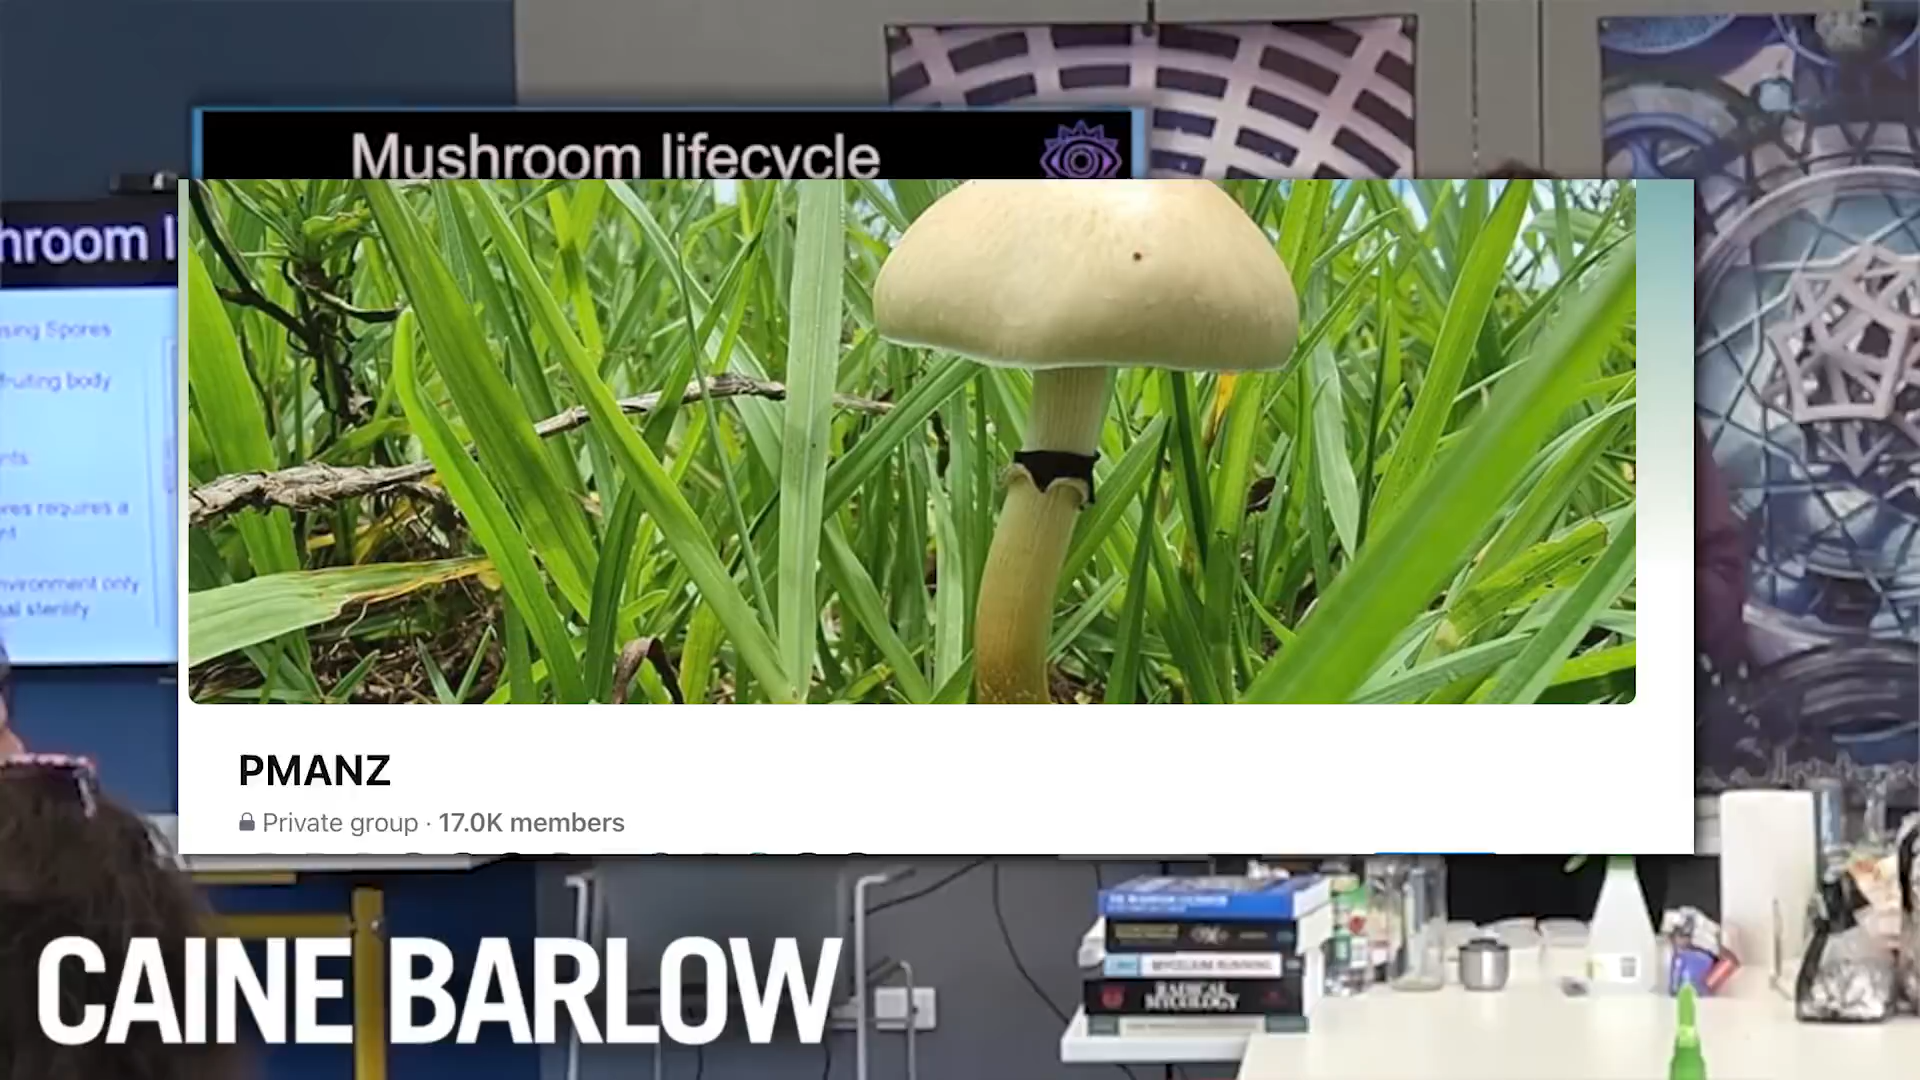 Mushroom lifecycle
hroom l
sing Spores
fruiting body
nts
res requires a
nt
nvironment only
al sterilify
PMANZ
Private group · 17.0K members
CAINE BARLOW
MYCELIUM RUNNING
RADICAL
MYCOLOGY